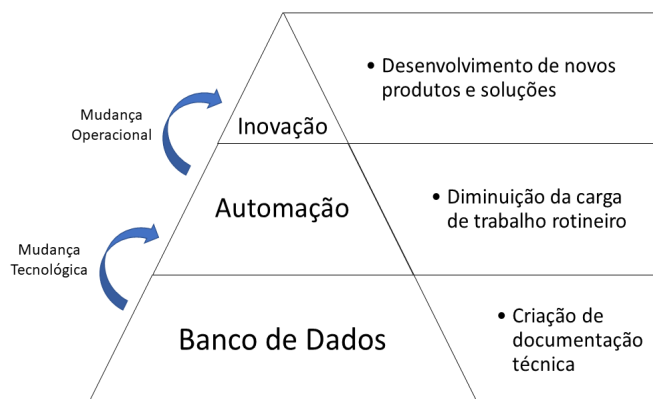 • Desenvolvimento de novos
produtos e soluções
Mudança
Operacional
Inovação
• Diminuição da carga
de trabalho rotineiro
Automação
Mudança
Tecnológica
• Criação de
documentação
técnica
Banco de Dados